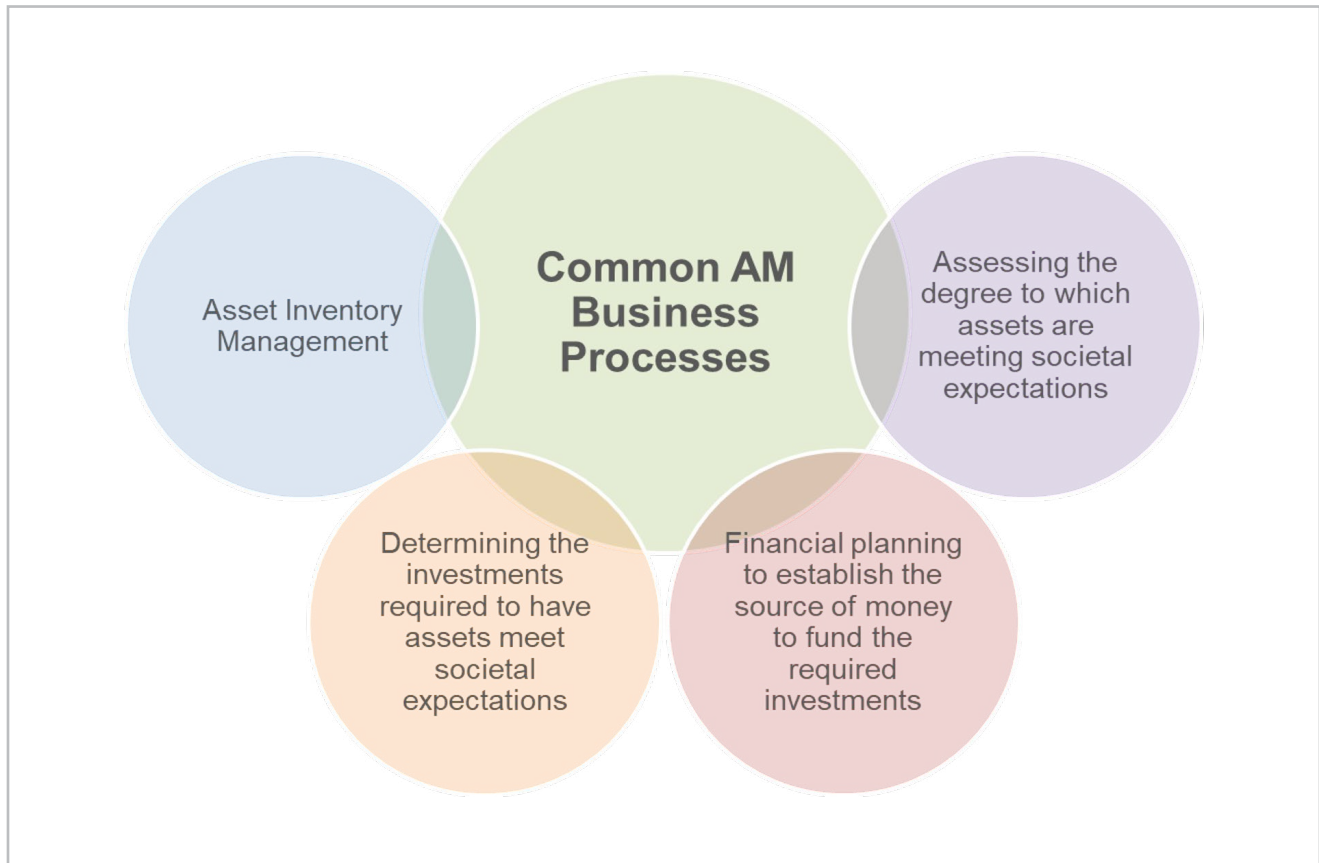 Common AM
Business
Processes
Asset Inventory
Management
Assessing the
degree to which
assets are
meeting societal
expectations
Determining the
investments
required to have
assets meet
societal
expectations
Financial planning
to establish the
source of money
to fund the
required
investments